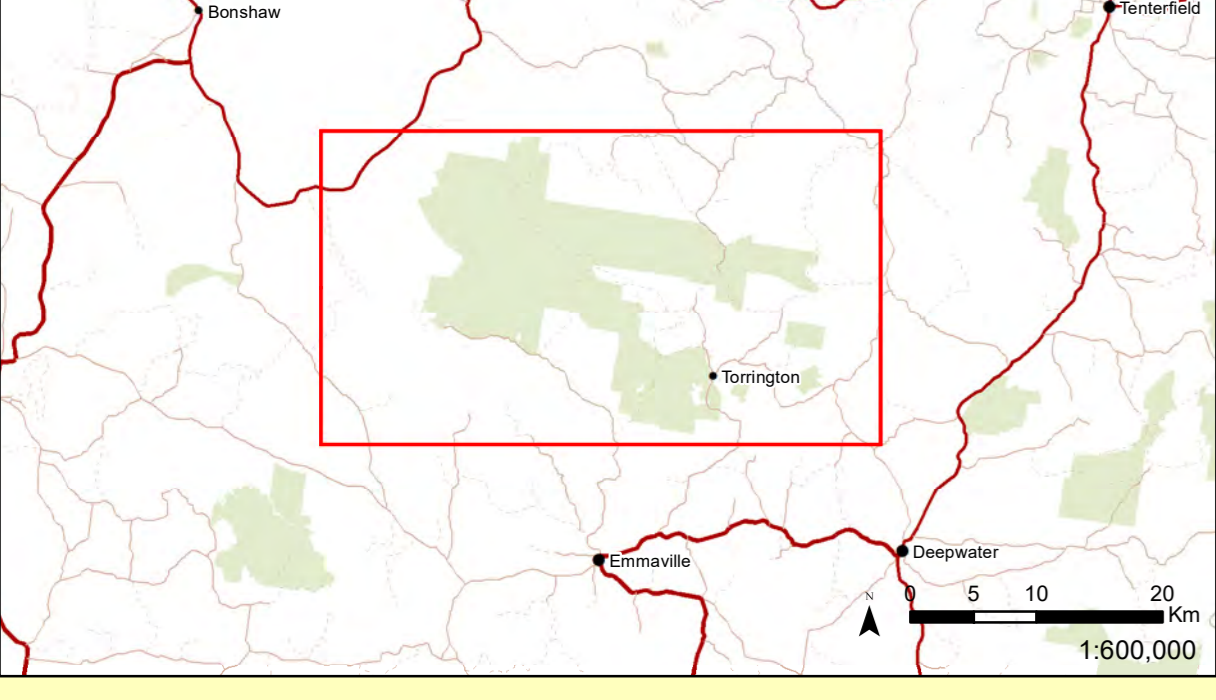 Bonshaw
Tenterfield
Torrington
Emmaville
Deepwater
N
0 5 10 20
Km
1:600,000